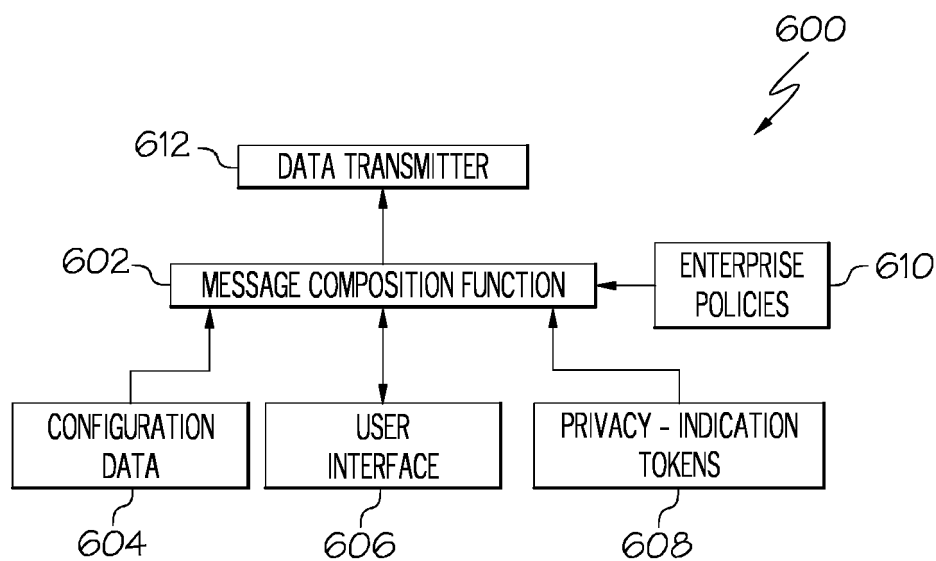 600
612
DATA TRANSMITTER
602
MESSAGE COMPOSITION FUNCTION
ENTERPRISE
POLICIES
610
CONFIGURATION
DATA
USER
INTERFACE
PRIVACY - INDICATION
TOKENS
604
606
608